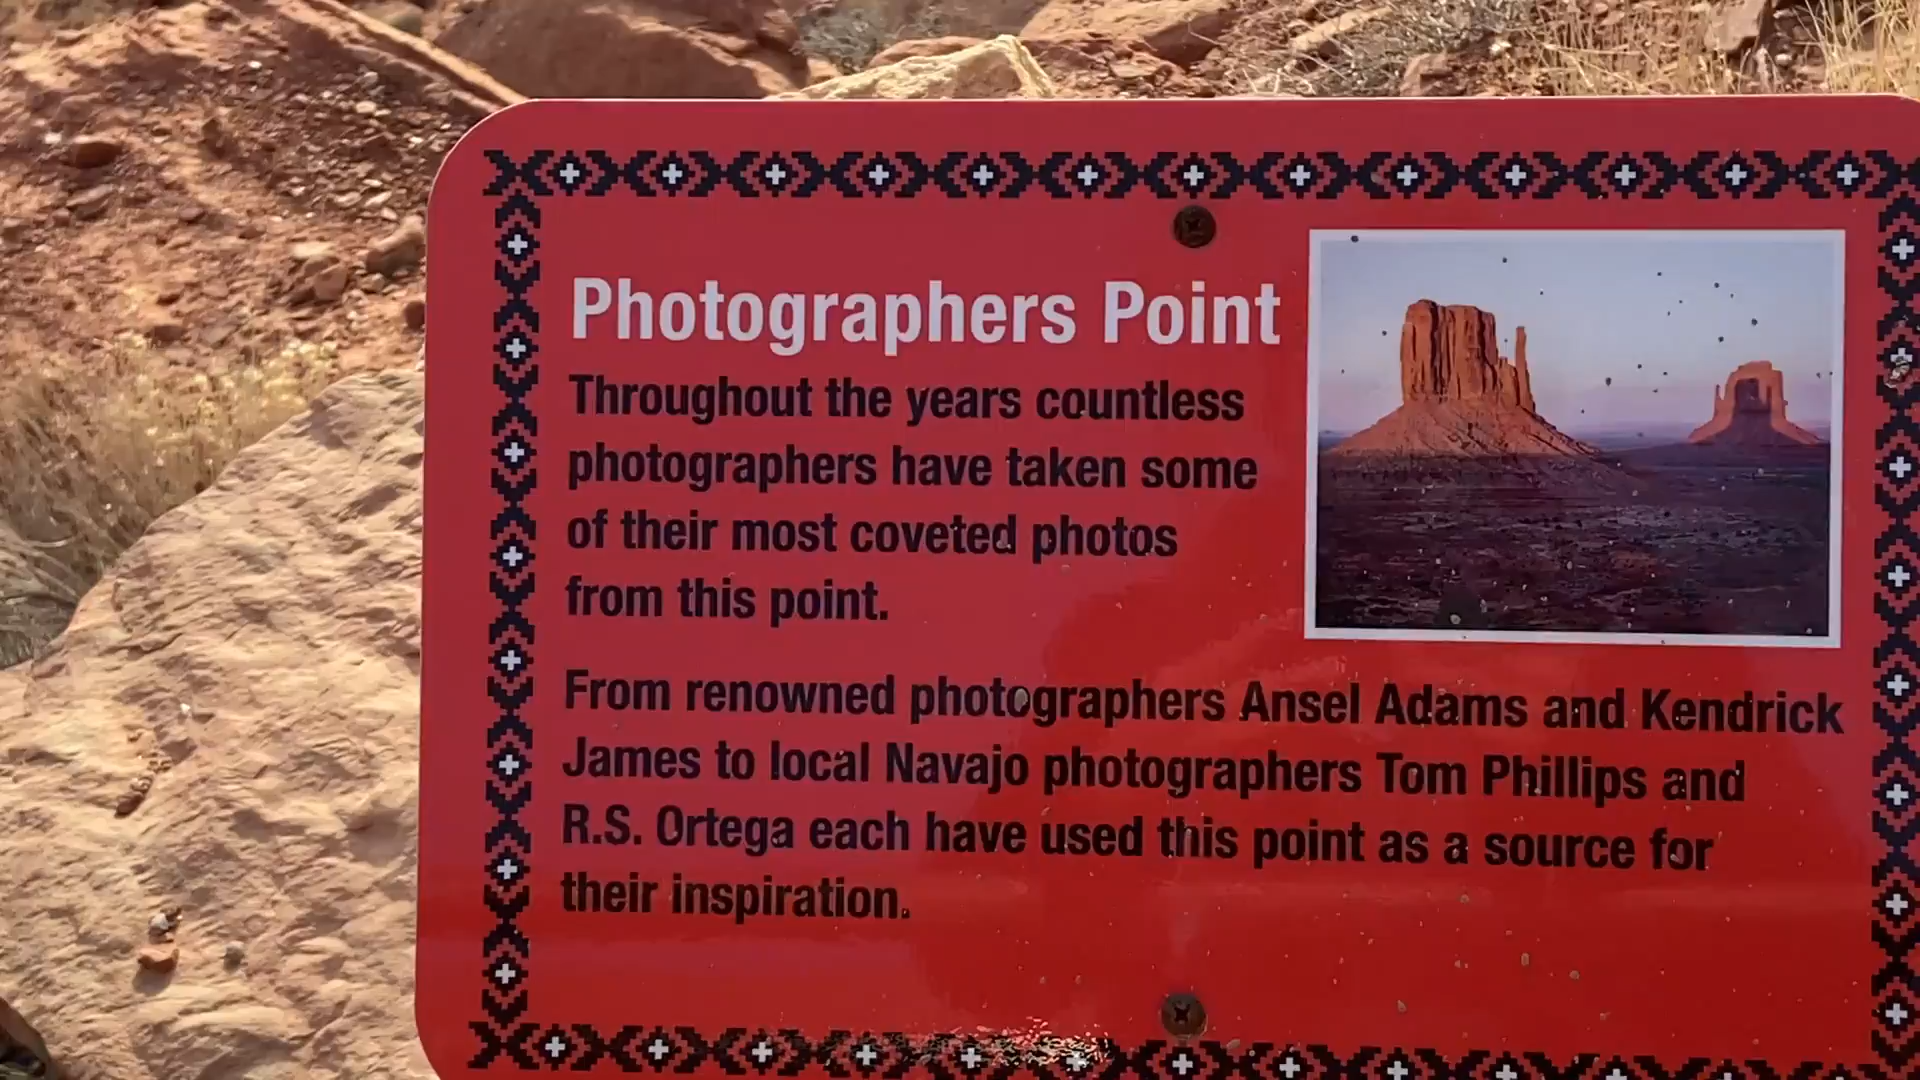 Photographers Point
Throughout the years countless
photographers have taken some
of their most coveted photos
from this point.
From renowned photographers Ansel Adams and Kendrick
James to local Navajo photographers Tom Phillips and
R.S. Ortega each have used this point as a source for
their inspiration.